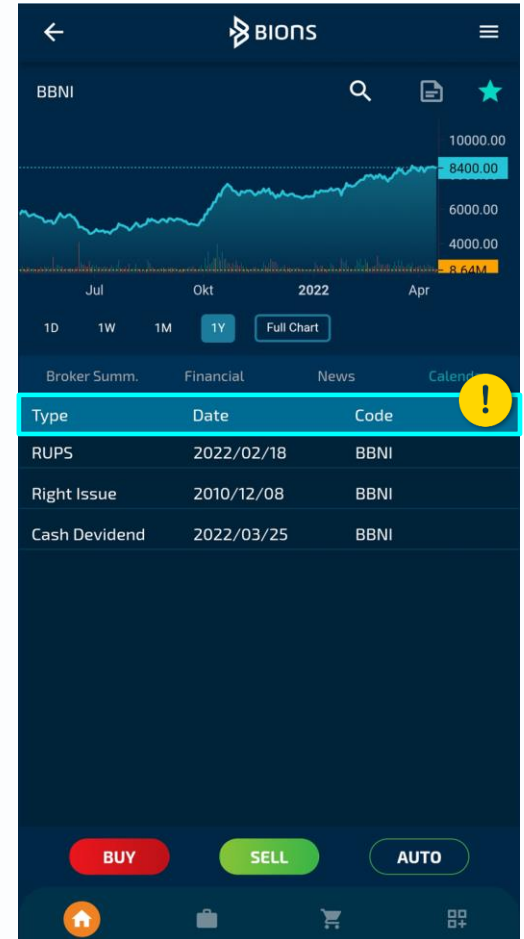 BIONS
BBNI
10000.00
8400.00
6000.00
4000.00
8.64M
Jul Okt 2022 Apr
1D 1W 1M 1Y Full Chart
Broker Summ. Financial News Calend
!
Type Date Code
RUPS 2022/02/18 BBNI
Right Issue 2010/12/08 BBNI
Cash Devidend 2022/03/25 BBNI
BUY SELL AUTO